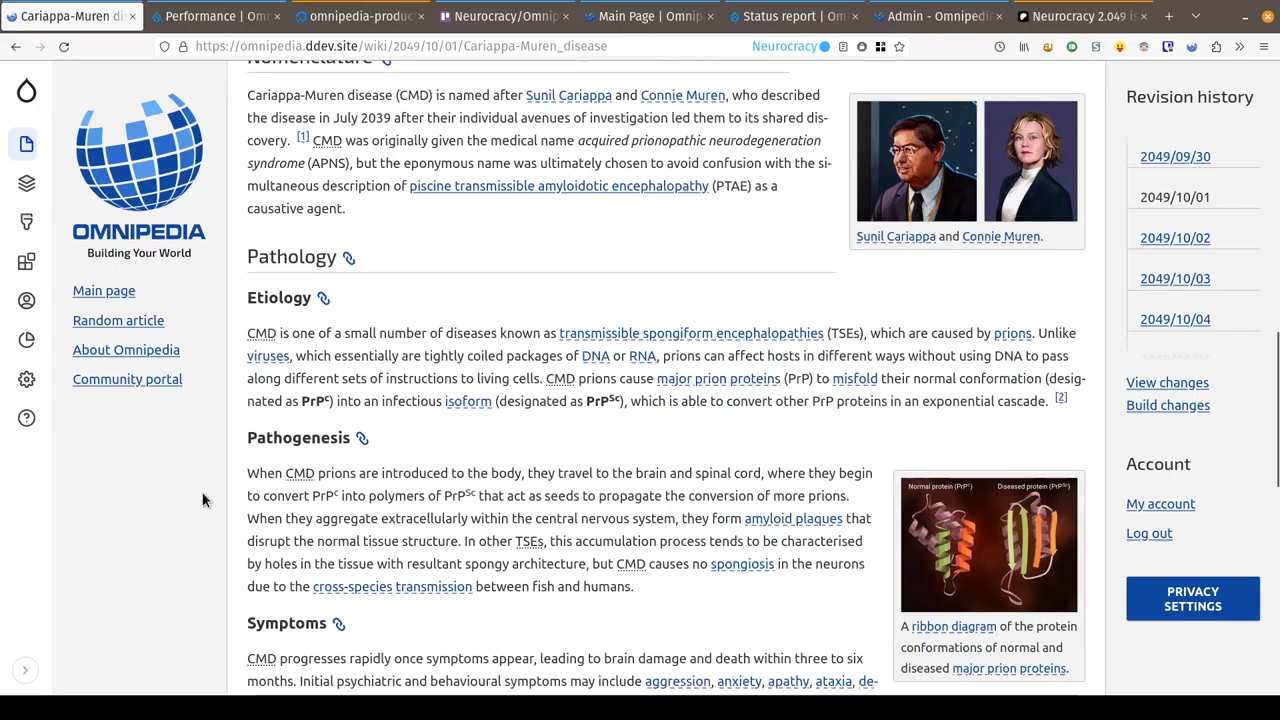 Cariappa-Muren di
Performance | O
omnipedia-produc
Neurocracy/Omnip
Main Page | Omnip
Status report | Om
Admin - Omnipedi
Neurocracy 2.049 is
https://omnipedia.ddev.site/wiki/2049/10/01/Cariappa-Muren_disease
Neurocracy
OMNIPEDIA
Building Your World
Main page
Random article
About Omnipedia
Community portal
Nomenclature
Cariappa-Muren disease (CMD) is named after Sunil Cariappa and Connie Muren, who described
the disease in July 2039 after their individual avenues of investigation led them to its shared dis-
covery. [1] CMD was originally given the medical name acquired prionopathic neurodegeneration
syndrome (APNS), but the eponymous name was ultimately chosen to avoid confusion with the si-
multaneous description of piscine transmissible amyloidotic encephalopathy (PTAE) as a
causative agent.
Sunil Cariappa and Connie Muren.
Pathology
Etiology
CMD is one of a small number of diseases known as transmissible spongiform encephalopathies (TSEs), which are caused by prions. Unlike
viruses, which essentially are tightly coiled packages of DNA or RNA, prions can affect hosts in different ways without using DNA to pass
along different sets of instructions to living cells. CMD prions cause major prion proteins (PrP) to misfold their normal conformation (desig-
nated as PrPᶜ) into an infectious isoform (designated as PrPˢᶜ), which is able to convert other PrP proteins in an exponential cascade. [2]
Pathogenesis
When CMD prions are introduced to the body, they travel to the brain and spinal cord, where they begin
to convert PrPᶜ into polymers of PrPˢᶜ that act as seeds to propagate the conversion of more prions.
When they aggregate extracellularly within the central nervous system, they form amyloid plaques that
disrupt the normal tissue structure. In other TSEs, this accumulation process tends to be characterised
by holes in the tissue with resultant spongy architecture, but CMD causes no spongiosis in the neurons
due to the cross-species transmission between fish and humans.
Normal protein (PrPᶜ)
Diseased protein (PrPˢᶜ)
A ribbon diagram of the protein
conformations of normal and
diseased major prion proteins.
Symptoms
CMD progresses rapidly once symptoms appear, leading to brain damage and death within three to six
months. Initial psychiatric and behavioural symptoms may include aggression, anxiety, apathy, ataxia, de-
Revision history
2049/09/30
2049/10/01
2049/10/02
2049/10/03
2049/10/04
View changes
Build changes
Account
My account
Log out
PRIVACY
SETTINGS